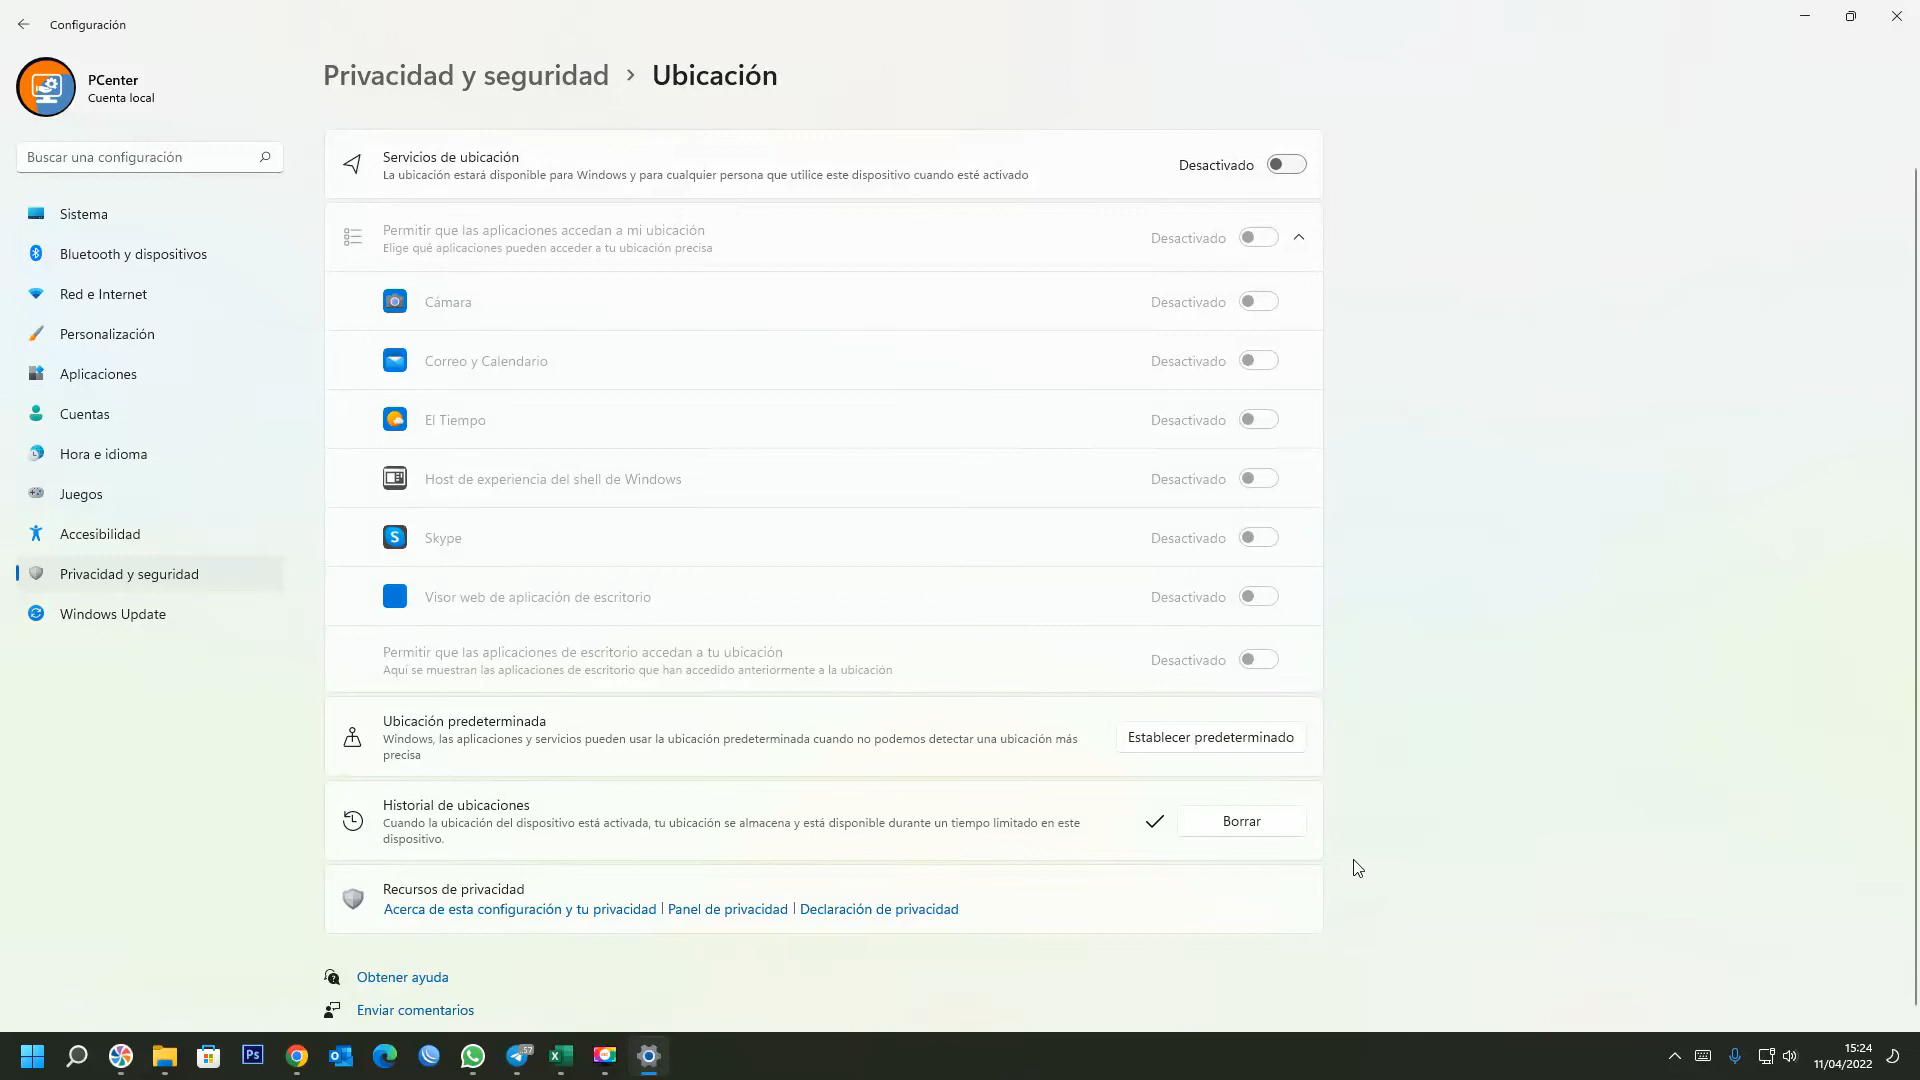 Configuración
PCenter
Cuenta local
Buscar una configuración
Sistema
Bluetooth y dispositivos
Red e Internet
Personalización
Aplicaciones
Cuentas
Hora e idioma
Juegos
Accesibilidad
Privacidad y seguridad
Windows Update
Privacidad y seguridad › Ubicación
Servicios de ubicación
La ubicación estará disponible para Windows y para cualquier persona que utilice este dispositivo cuando esté activado
Desactivado
Permitir que las aplicaciones accedan a mi ubicación
Elige qué aplicaciones pueden acceder a tu ubicación precisa
Desactivado
Cámara
Desactivado
Correo y Calendario
Desactivado
El Tiempo
Desactivado
Host de experiencia del shell de Windows
Desactivado
Skype
Desactivado
Visor web de aplicación de escritorio
Desactivado
Permitir que las aplicaciones de escritorio accedan a tu ubicación
Aquí se muestran las aplicaciones de escritorio que han accedido anteriormente a la ubicación
Desactivado
Ubicación predeterminada
Windows, las aplicaciones y servicios pueden usar la ubicación predeterminada cuando no podemos detectar una ubicación más
precisa
Establecer predeterminado
Historial de ubicaciones
Cuando la ubicación del dispositivo está activada, tu ubicación se almacena y está disponible durante un tiempo limitado en este
dispositivo.
Borrar
Recursos de privacidad
Acerca de esta configuración y tu privacidad | Panel de privacidad | Declaración de privacidad
Obtener ayuda
Enviar comentarios
Ps
57
15:24
11/04/2022